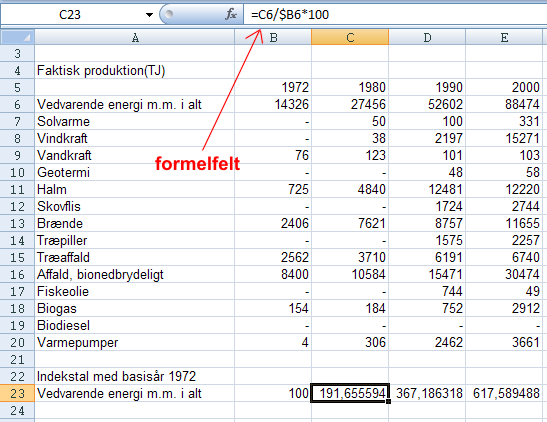 C23 fx =C6/$B6*100
A B C D E
3
4 Faktisk produktion(TJ)
5 1972 1980 1990 2000
6 Vedvarende energi m.m. i alt 14326 27456 52602 88474
7 Solvarme - 50 100 331
8 Vindkraft - 38 2197 15271
9 Vandkraft 76 123 101 103
10 Geotermi - - 48 58
11 Halm 725 4840 12481 12220
12 Skovflis - - 1724 2744
13 Brænde 2406 7621 8757 11655
14 Træpiller - - 1575 2257
15 Træaffald 2562 3710 6191 6740
16 Affald, bionedbrydeligt 8400 10584 15471 30474
17 Fiskeolie - - 744 49
18 Biogas 154 184 752 2912
19 Biodiesel - - - -
20 Varmepumper 4 306 2462 3661
21
22 Indekstal med basisår 1972
23 Vedvarende energi m.m. i alt 100 191,655594 367,186318 617,589488
24
formelfelt